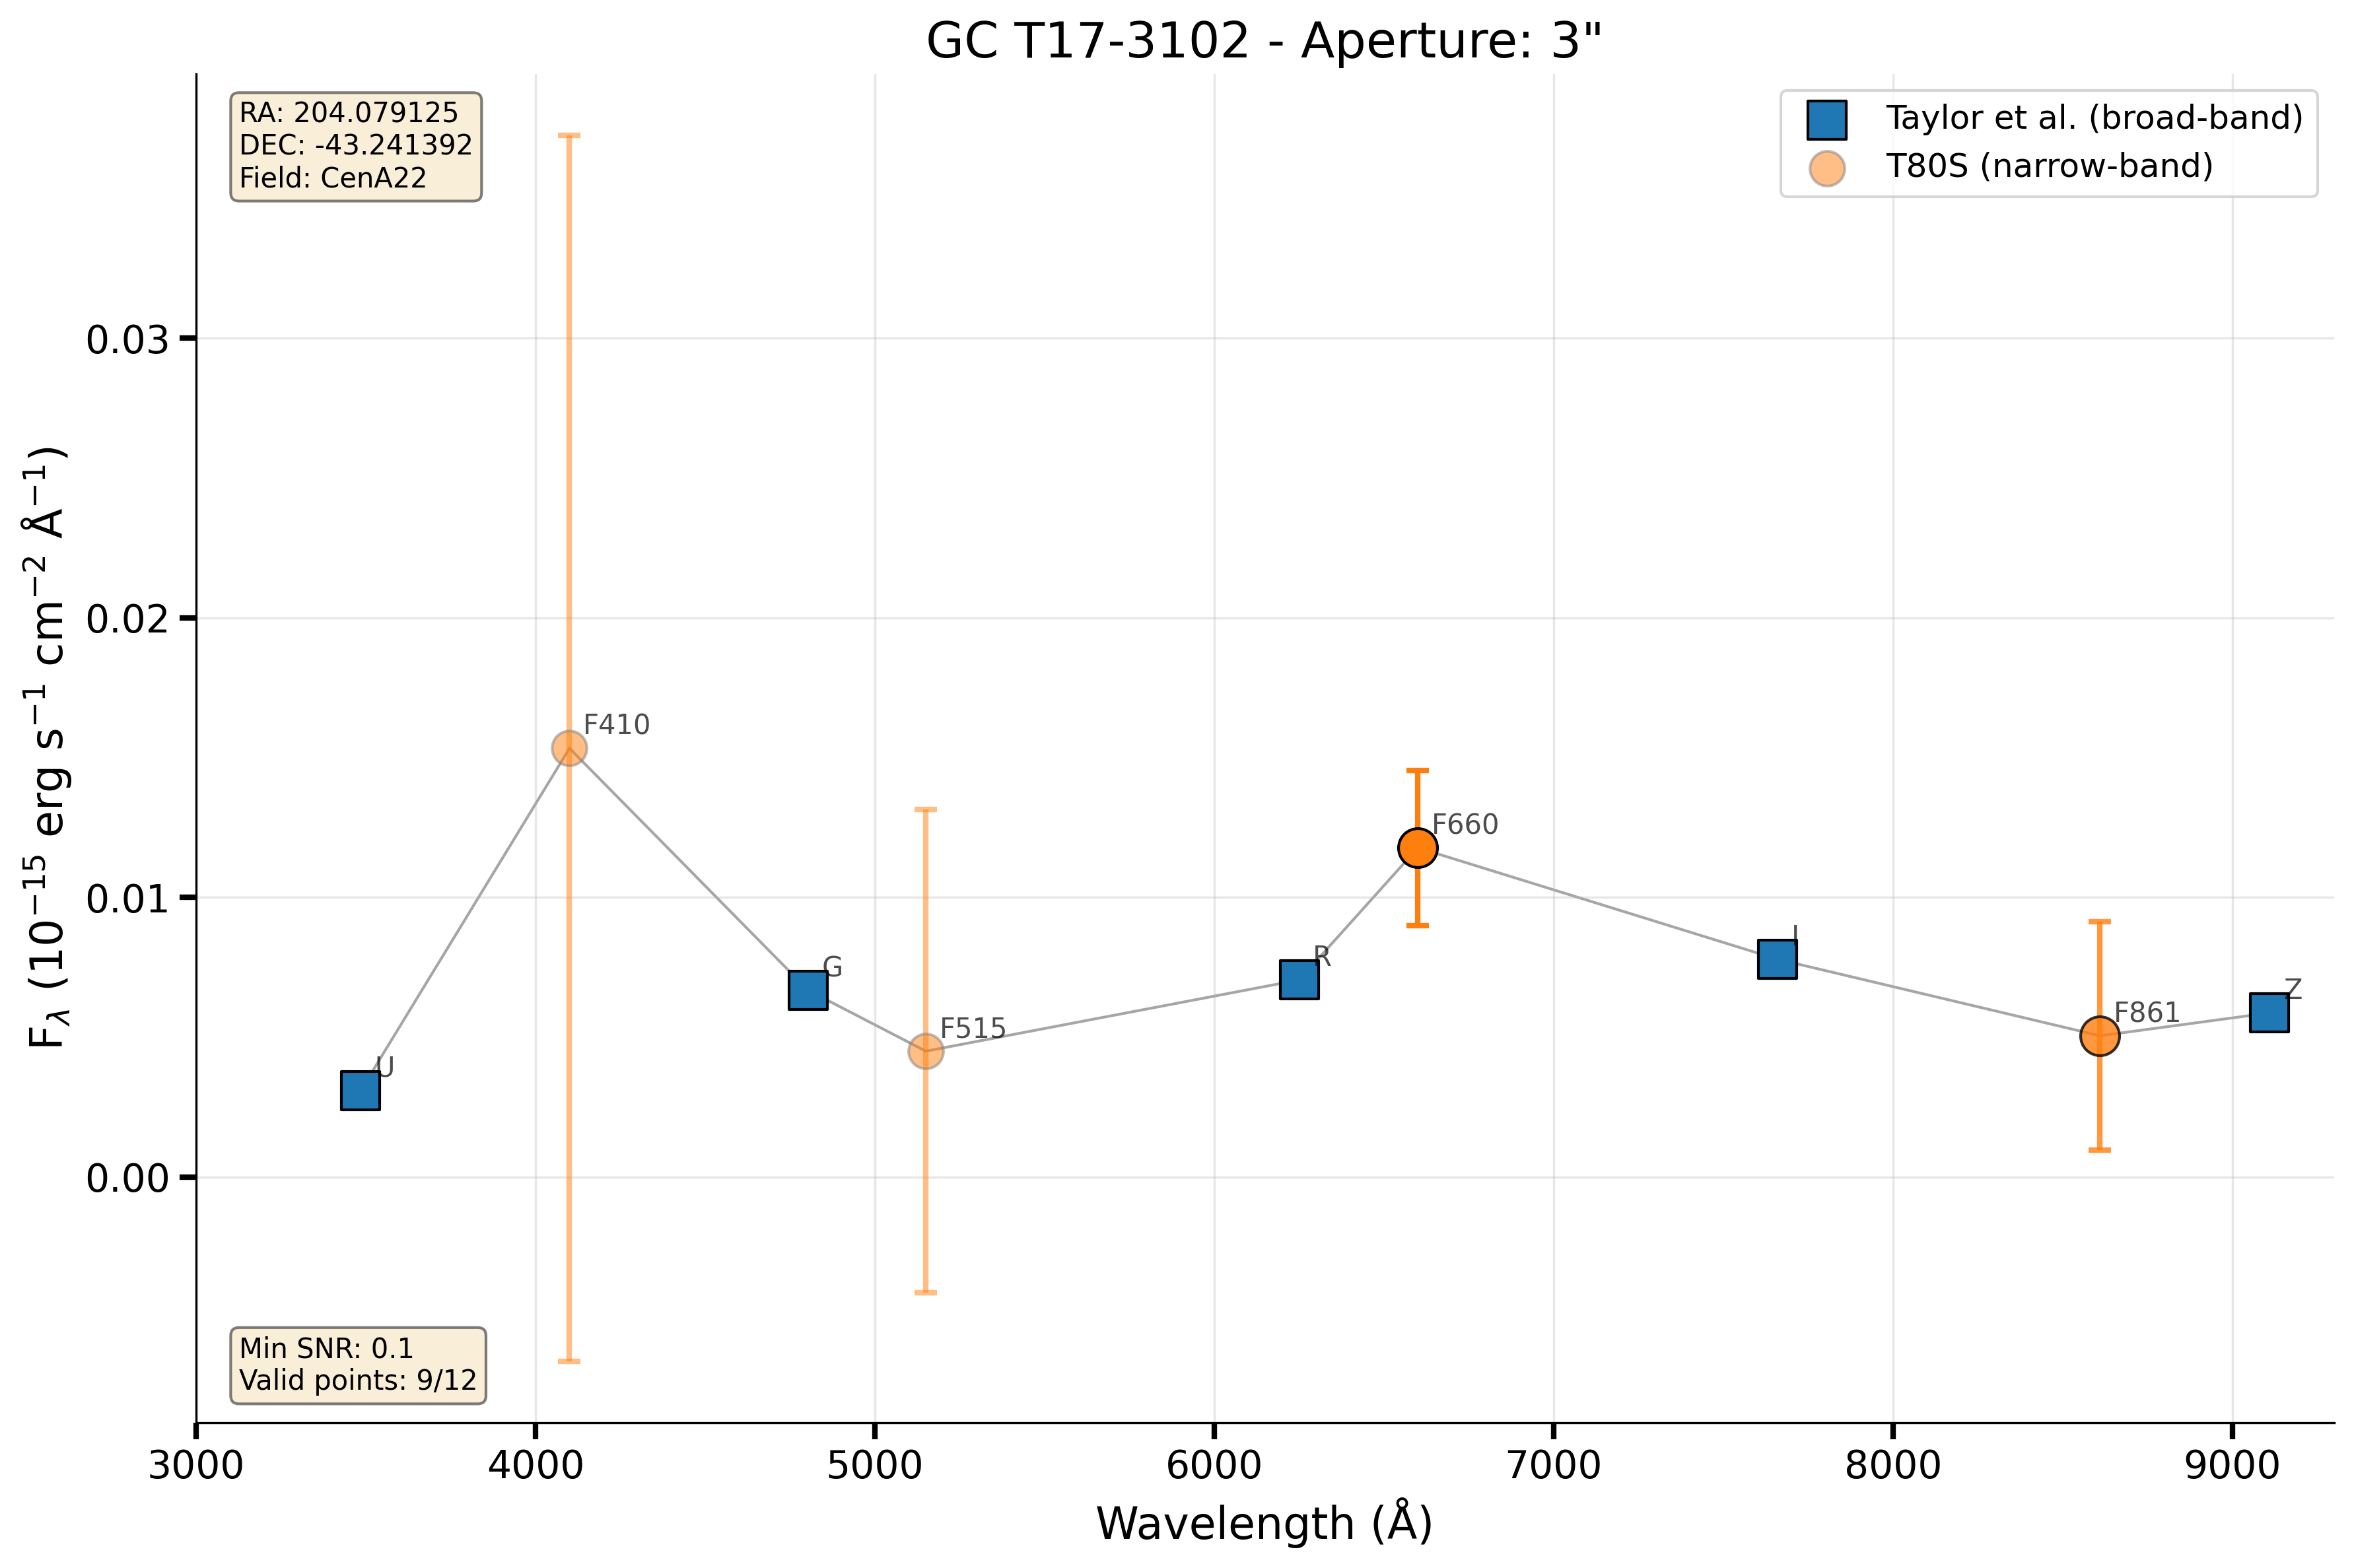 GC T17-3102 - Aperture: 3"
RA: 204.079125
DEC: -43.241392
Field: CenA22
Taylor et al. (broad-band)
T80S (narrow-band)
F$_{\lambda}$ (10$^{-15}$ erg s$^{-1}$ cm$^{-2}$ Å$^{-1}$)
0.03
0.02
0.01
0.00
U
F410
G
F515
R
F660
I
F861
Z
Min SNR: 0.1
Valid points: 9/12
3000 4000 5000 6000 7000 8000 9000
Wavelength (Å)